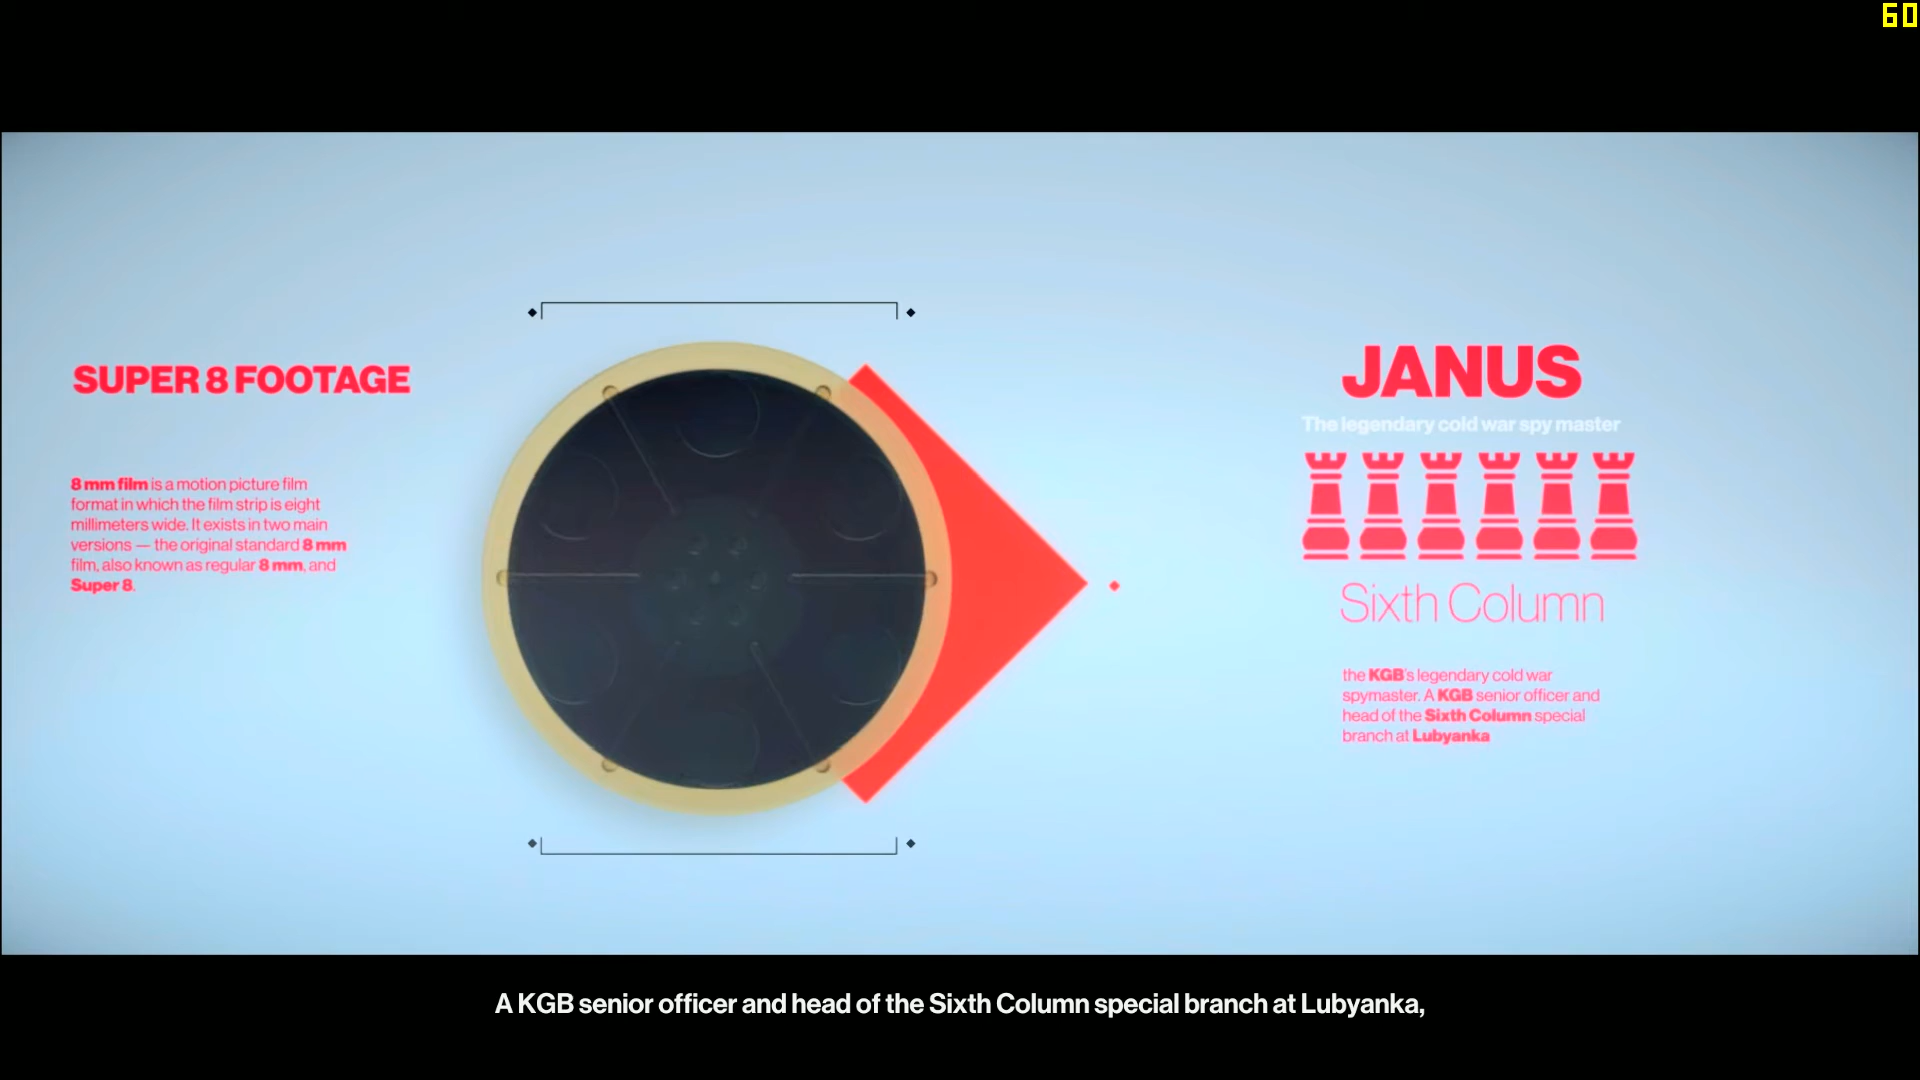 60
SUPER 8 FOOTAGE
8 mm film is a motion picture film
format in which the film strip is eight
millimeters wide. It exists in two main
versions — the original standard 8 mm
film, also known as regular 8 mm, and
Super 8.
JANUS
The legendary cold war spy master
Sixth Column
the KGB's legendary cold war
spymaster. A KGB senior officer and
head of the Sixth Column special
branch at Lubyanka
A KGB senior officer and head of the Sixth Column special branch at Lubyanka,